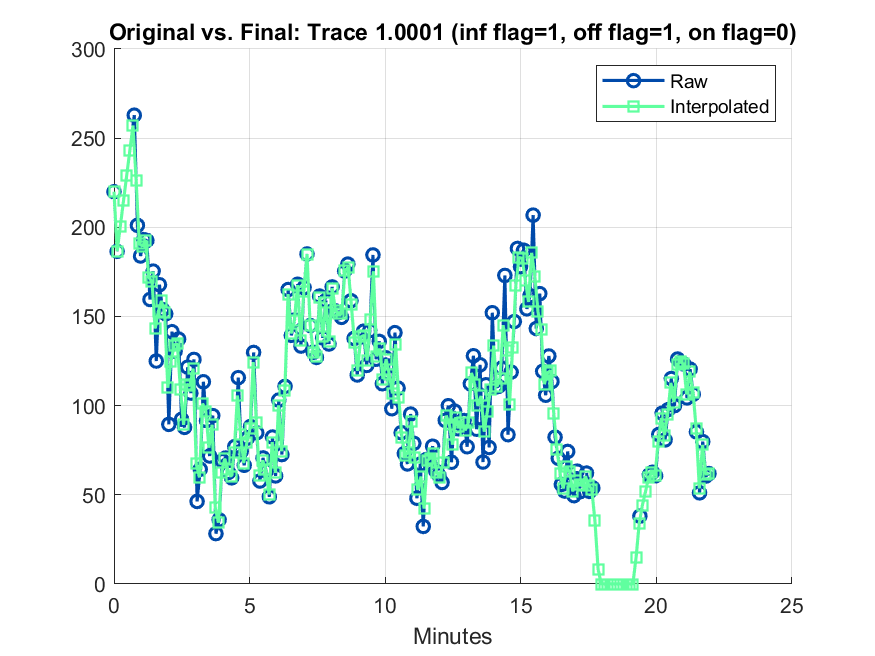 Original vs. Final: Trace 1.0001 (inf flag=1, off flag=1, on flag=0)
300
250
200
150
100
50
0
Raw
Interpolated
0 5 10 15 20 25
Minutes